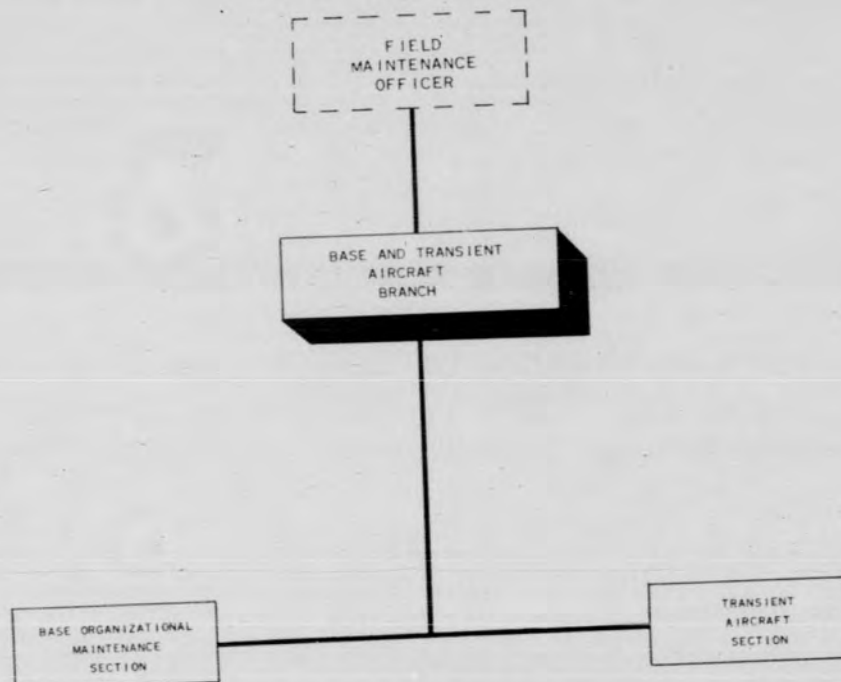 FIELD
MAINTENANCE
OFFICER
BASE AND TRANSIENT
AIRCRAFT
BRANCH
BASE ORGANIZATIONAL
MAINTENANCE
SECTION
TRANSIENT
AIRCRAFT
SECTION